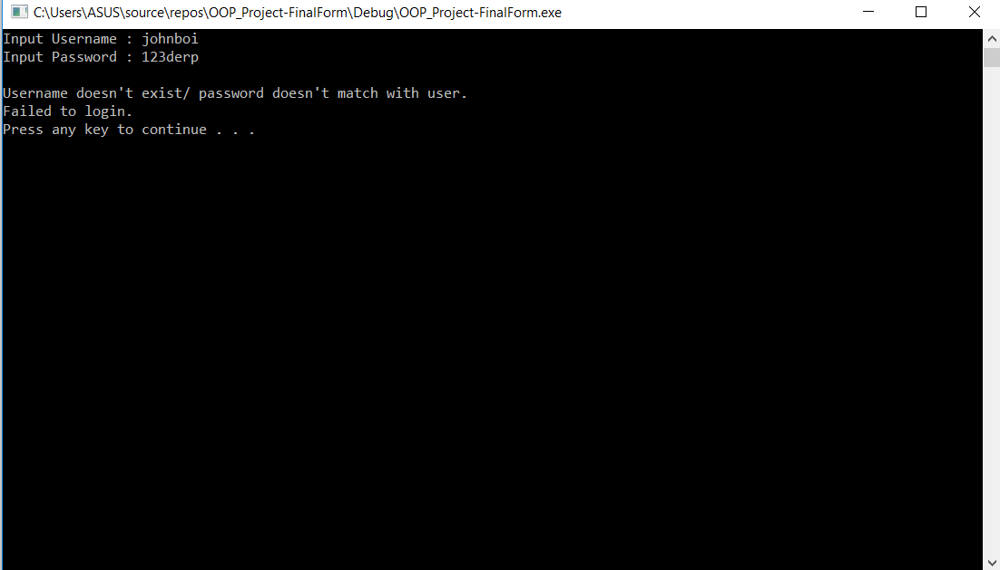 C:\Users\ASUS\source\repos\OOP_Project-FinalForm\Debug\OOP_Project-FinalForm.exe
Input Username : johnboi
Input Password : 123derp
Username doesn't exist/ password doesn't match with user.
Failed to login.
Press any key to continue . . .